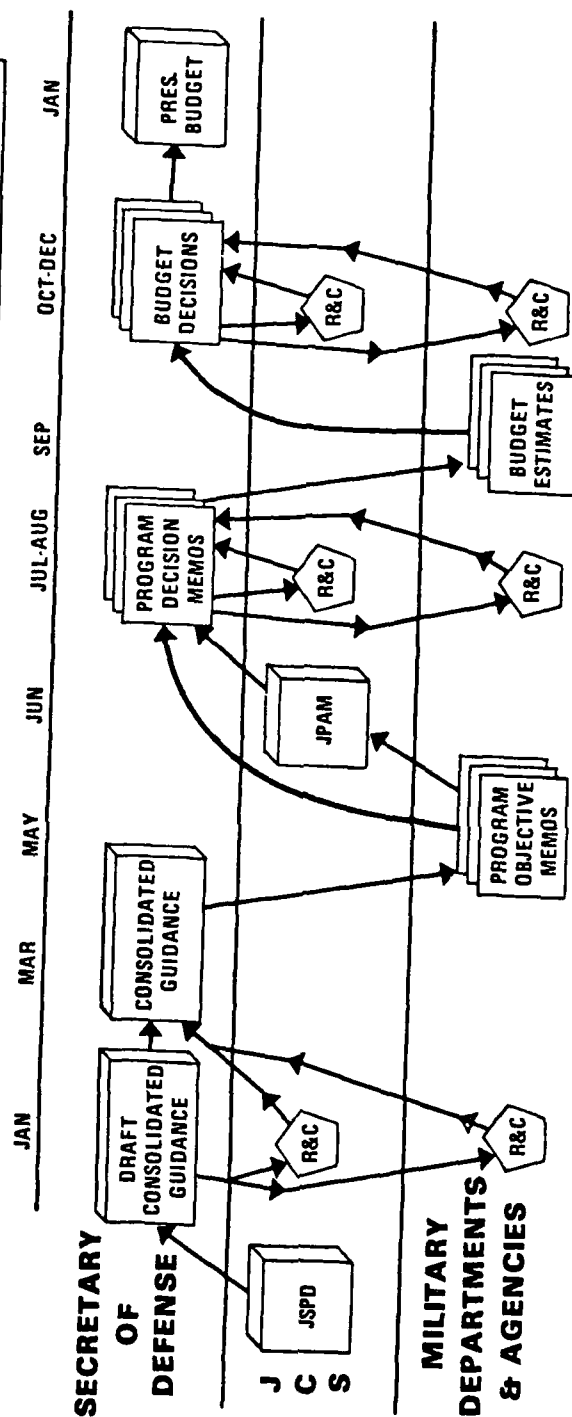 JAN
MAR
MAY
JUN
JUL-AUG
SEP
OCT-DEC
JAN
SECRETARY
OF
DEFENSE
DRAFT
CONSOLIDATED
GUIDANCE
CONSOLIDATED
GUIDANCE
PROGRAM
DECISION
MEMOS
BUDGET
DECISIONS
PRES.
BUDGET
J
C
S
JSPD
R&C
JPAM
R&C
R&C
MILITARY
DEPARTMENTS
& AGENCIES
R&C
PROGRAM
OBJECTIVE
MEMOS
R&C
BUDGET
ESTIMATES
R&C